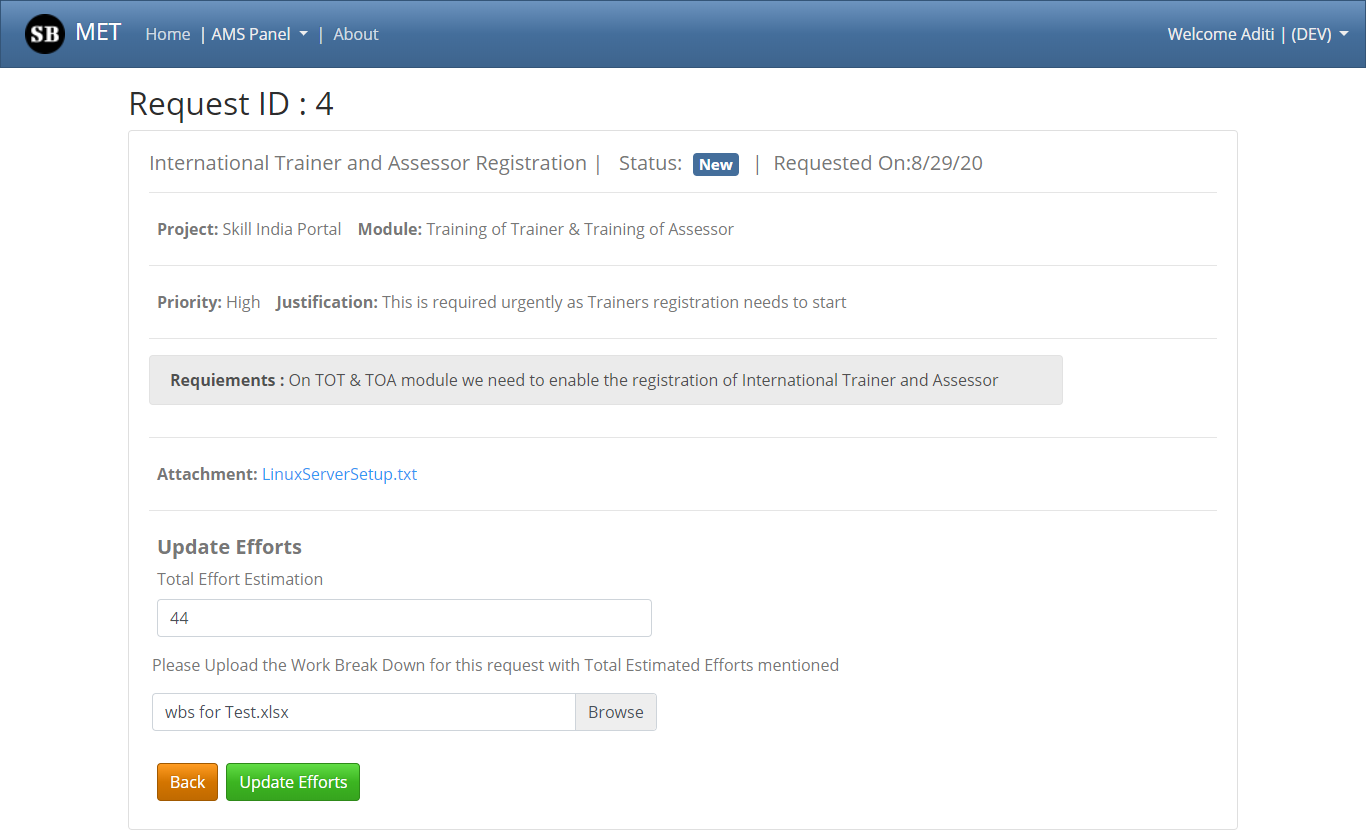 SB MET Home | AMS Panel | About Welcome Aditi | (DEV)
Request ID : 4
International Trainer and Assessor Registration | Status: New | Requested On:8/29/20
Project: Skill India Portal Module: Training of Trainer & Training of Assessor
Priority: High Justification: This is required urgently as Trainers registration needs to start
Requiements : On TOT & TOA module we need to enable the registration of International Trainer and Assessor
Attachment: LinuxServerSetup.txt
Update Efforts
Total Effort Estimation
44
Please Upload the Work Break Down for this request with Total Estimated Efforts mentioned
wbs for Test.xlsx Browse
Back Update Efforts